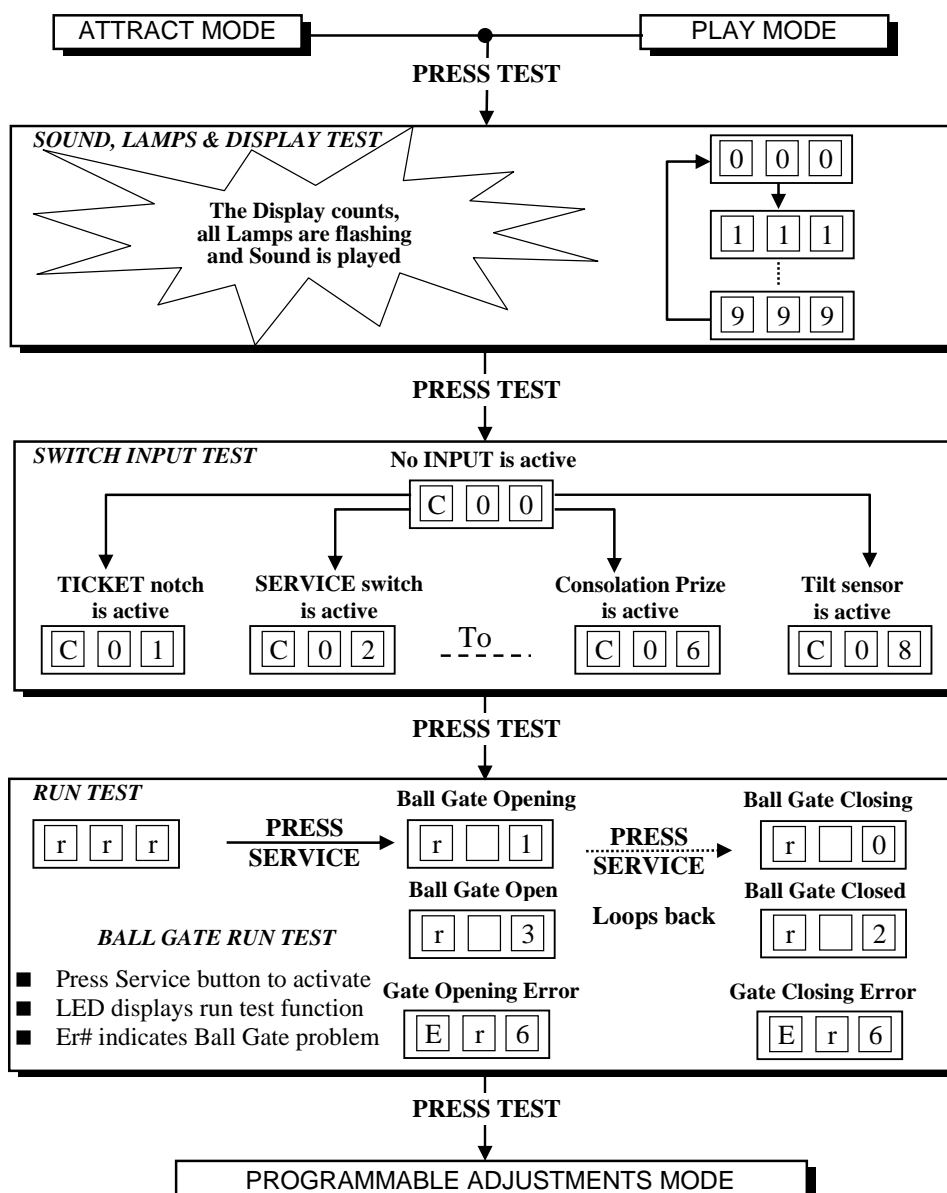 ATTRACT MODE
PLAY MODE
PRESS TEST
SOUND, LAMPS & DISPLAY TEST
The Display counts,
all Lamps are flashing
and Sound is played
0 0 0
1 1 1
9 9 9
PRESS TEST
SWITCH INPUT TEST
No INPUT is active
C 0 0
TICKET notch
is active
C 0 1
SERVICE switch
is active
C 0 2
To
Consolation Prize
is active
C 0 6
Tilt sensor
is active
C 0 8
PRESS TEST
RUN TEST
r r r
PRESS
SERVICE
Ball Gate Opening
r 1
Ball Gate Open
r 3
PRESS
SERVICE
Loops back
Ball Gate Closing
r 0
Ball Gate Closed
r 2
BALL GATE RUN TEST
■ Press Service button to activate
■ LED displays run test function
■ Er# indicates Ball Gate problem
Gate Opening Error
E r 6
Gate Closing Error
E r 6
PRESS TEST
PROGRAMMABLE ADJUSTMENTS MODE